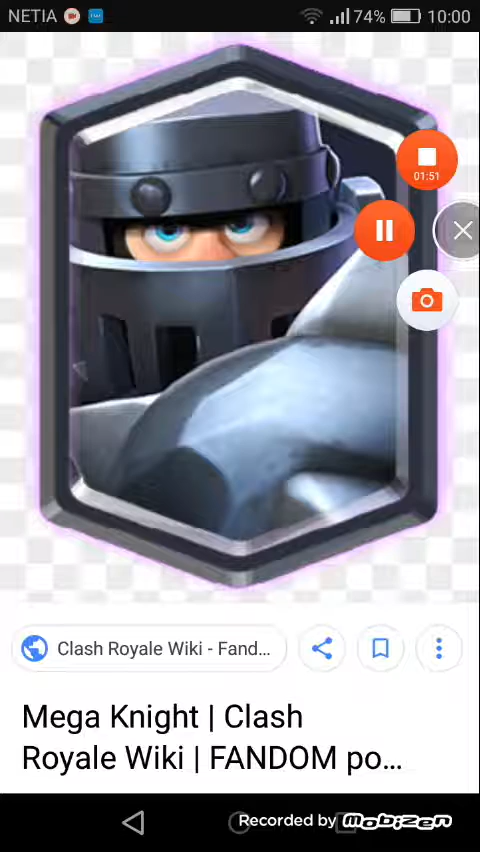 NETIA 74% 10:00
01:51
Clash Royale Wiki - Fand...
Mega Knight | Clash
Royale Wiki | FANDOM po...
Recorded by mobizen